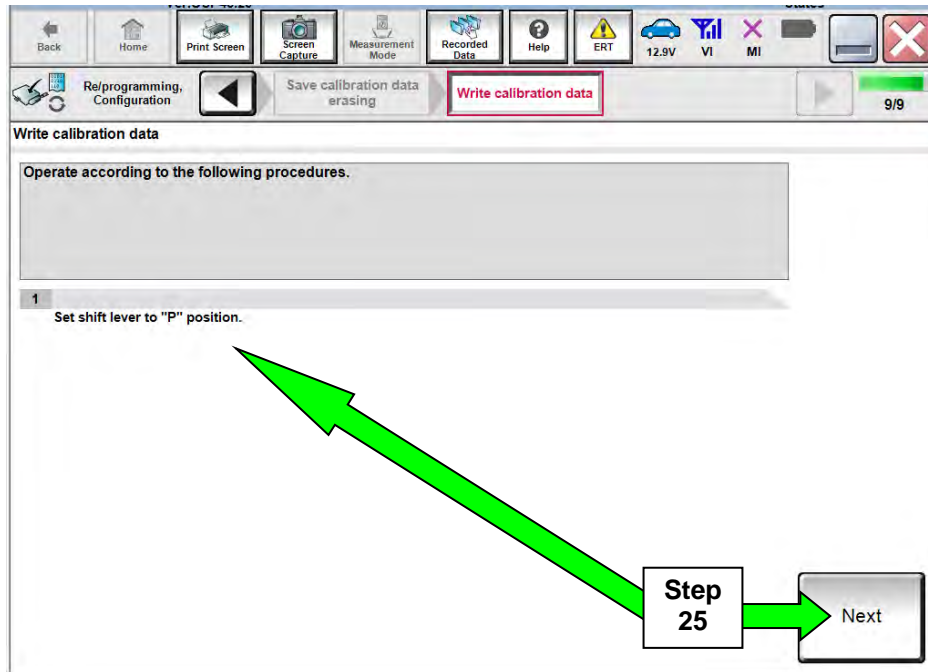 Back
Home
Print Screen
Screen
Capture
Measurement
Mode
Recorded
Data
Help
ERT
12.9V
VI
MI
Re/programming,
Configuration
Save calibration data
erasing
Write calibration data
9/9
Write calibration data
Operate according to the following procedures.
1
Set shift lever to "P" position.
Step
25
Next